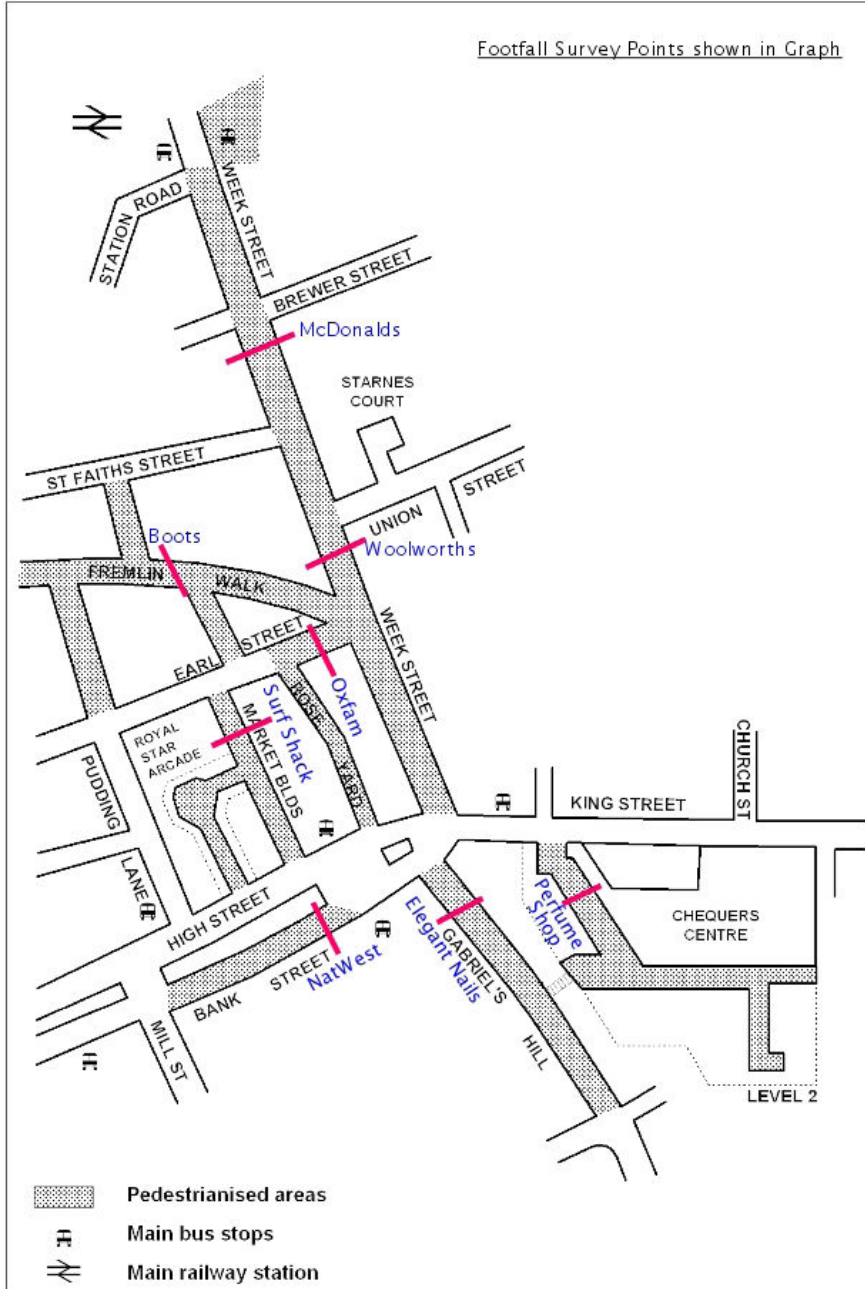 Footfall Survey Points shown in Graph
STATION ROAD
WEEK STREET
BREWER STREET
McDonalds
STARNES
COURT
ST FAITHS STREET
UNION STREET
Boots
Woolworths
FREMLIN WALK
EARL STREET
WEEK STREET
Oxfam
ROSE YARD
Surf Shack
MARKET BLDS
ROYAL
STAR
ARCADE
PUDDING LANE
CHURCH ST
KING STREET
HIGH STREET
Perfume
Shop
CHEQUERS
CENTRE
Elegant Nails
GABRIEL'S HILL
NatWest
BANK STREET
MILL ST
LEVEL 2
Pedestrianised areas
Main bus stops
Main railway station